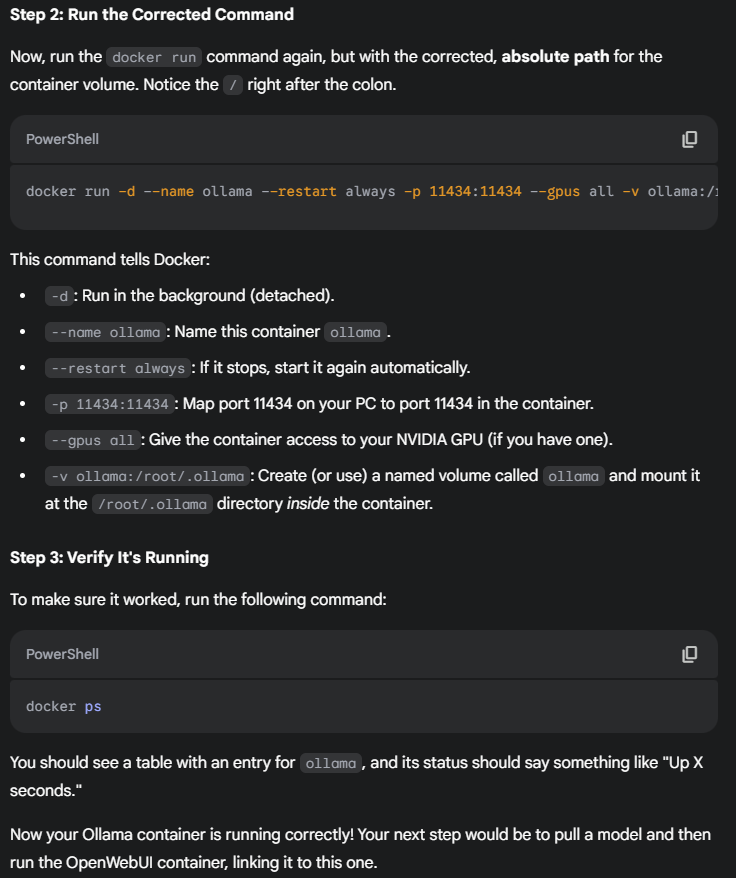 Step 2: Run the Corrected Command
Now, run the docker run command again, but with the corrected, absolute path for the
container volume. Notice the / right after the colon.
PowerShell
docker run -d --name ollama --restart always -p 11434:11434 --gpus all -v ollama:/
This command tells Docker:
• -d: Run in the background (detached).
• --name ollama: Name this container ollama.
• --restart always: If it stops, start it again automatically.
• -p 11434:11434: Map port 11434 on your PC to port 11434 in the container.
• --gpus all: Give the container access to your NVIDIA GPU (if you have one).
• -v ollama:/root/.ollama: Create (or use) a named volume called ollama and mount it
at the /root/.ollama directory inside the container.
Step 3: Verify It's Running
To make sure it worked, run the following command:
PowerShell
docker ps
You should see a table with an entry for ollama, and its status should say something like "Up X
seconds."
Now your Ollama container is running correctly! Your next step would be to pull a model and then
run the OpenWebUI container, linking it to this one.